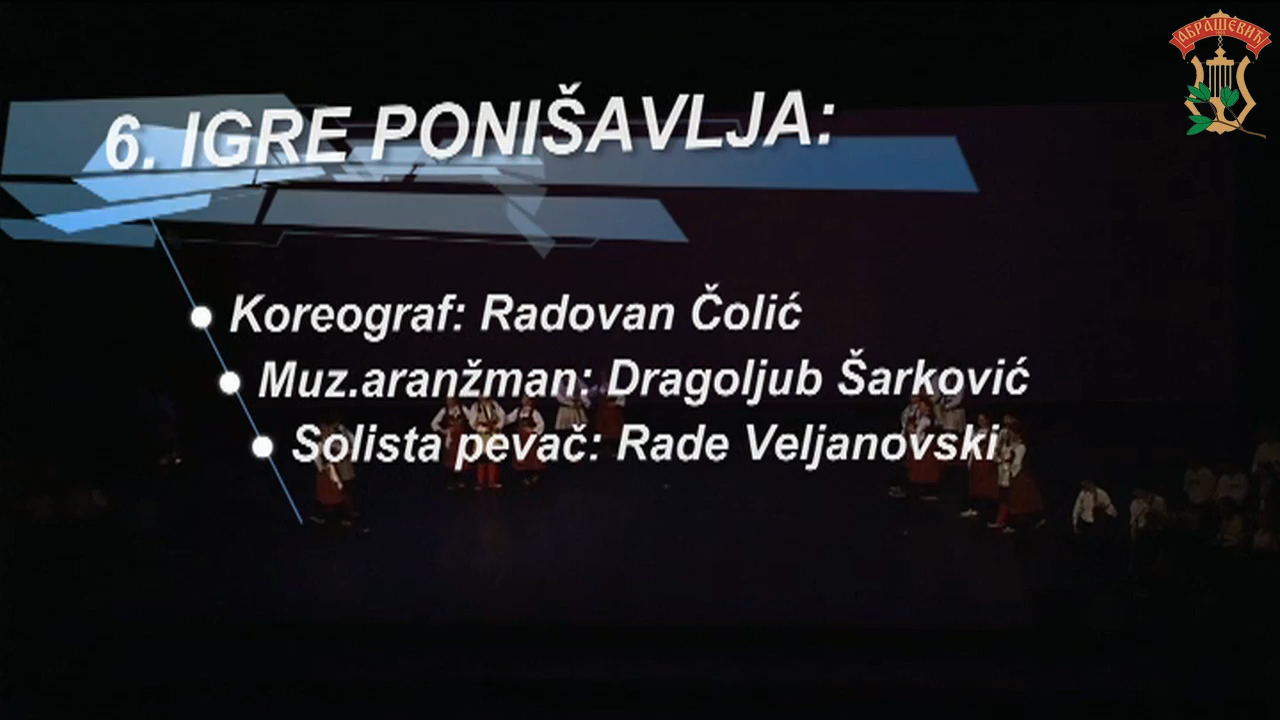 АБРАШЕВИЋ
6. IGRE PONIŠAVLJA:
Koreograf: Radovan Čolić
Muz.aranžman: Dragoljub Šarković
Solista pevač: Rade Veljanovski